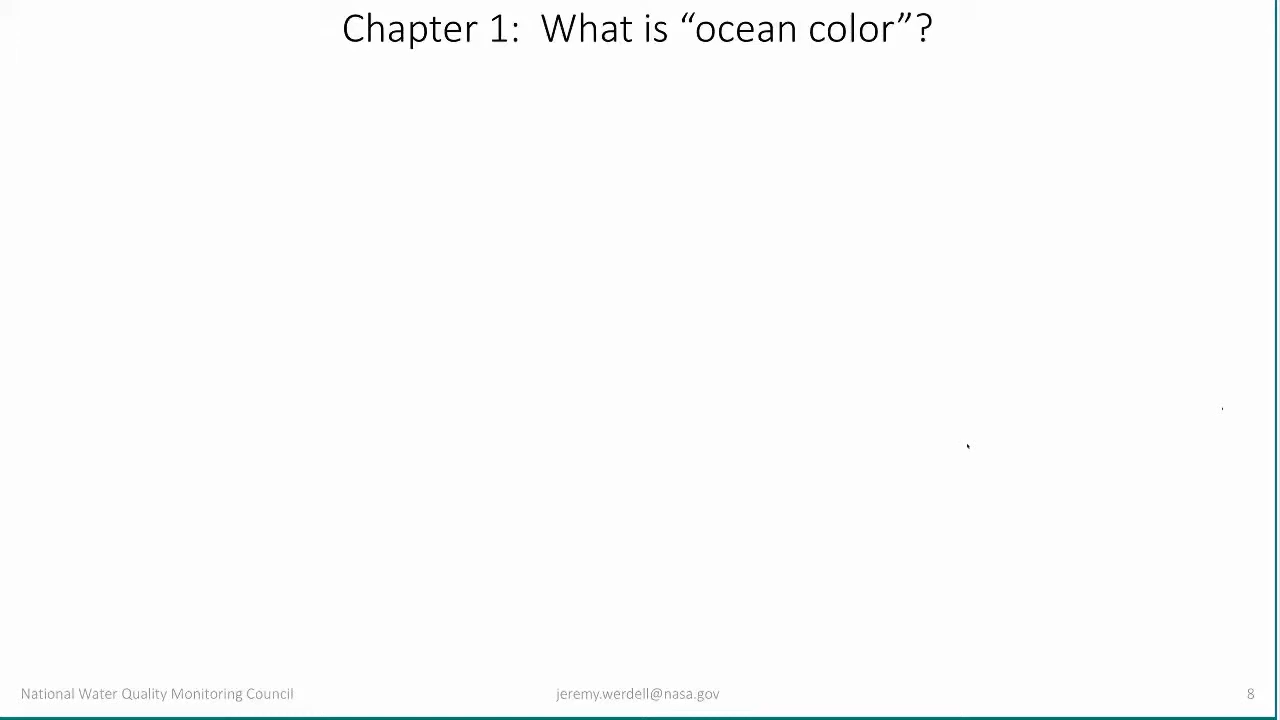 Chapter 1:  What is “ocean color”?
National Water Quality Monitoring Council
jeremy.werdell@nasa.gov
8